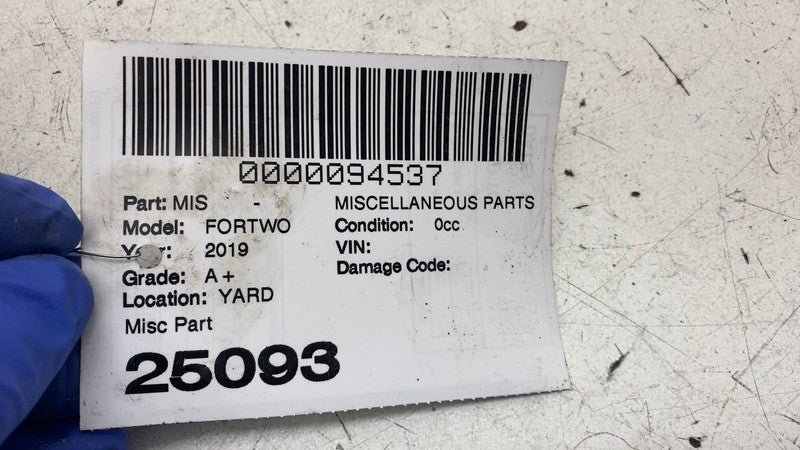 0000094537
Part: MIS - MISCELLANEOUS PARTS
Model: FORTWO Condition: 0cc
Year: 2019 VIN:
Grade: A+ Damage Code:
Location: YARD
Misc Part
25093